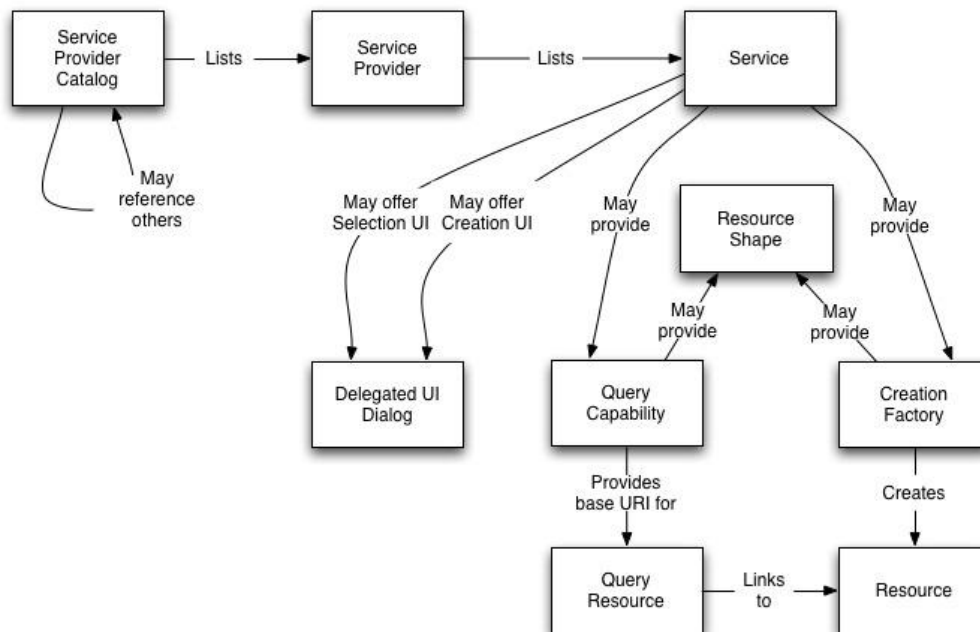 Service
Provider
Catalog
Lists
Service
Provider
Lists
Service
May
reference
others
May offer
Selection UI
May offer
Creation UI
May
provide
Resource
Shape
May
provide
May
provide
May
provide
Delegated UI
Dialog
Query
Capability
Creation
Factory
Provides
base URI for
Creates
Query
Resource
Links
to
Resource